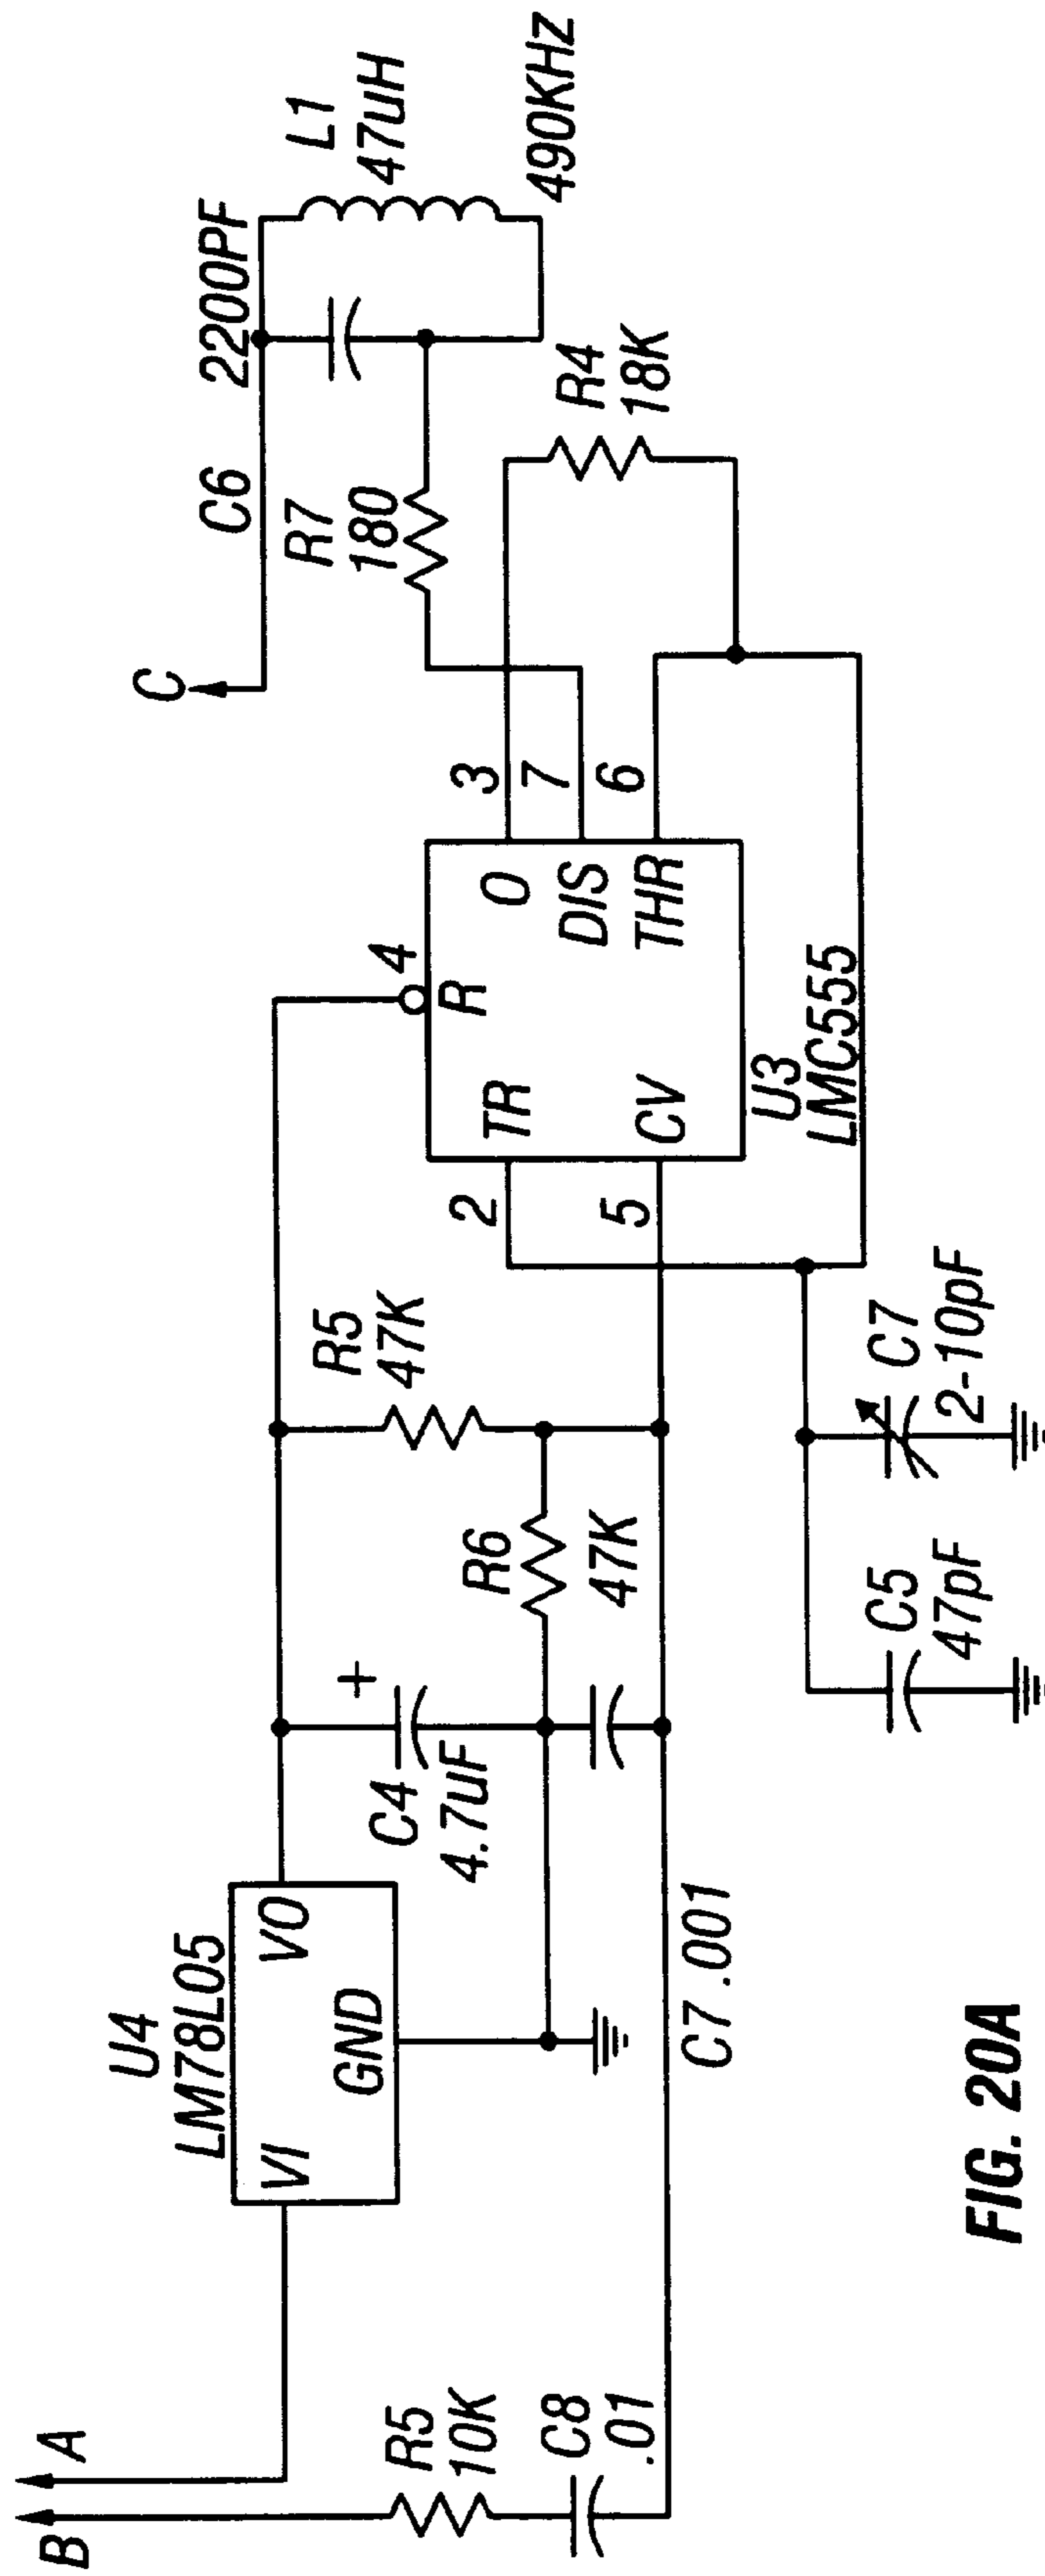 B
A
R5
10K
C8
.01
U4
LM78L05
VI
VO
GND
C4
4.7uF
+
C7 .001
R6
47K
R5
47K
C5
47pF
C7
2-10pF
2
5
TR
CV
R
4
O
DIS
THR
U3
LMC555
3
7
6
C
C6
2200PF
R7
180
R4
18K
L1
47uH
490KHz
FIG. 20A